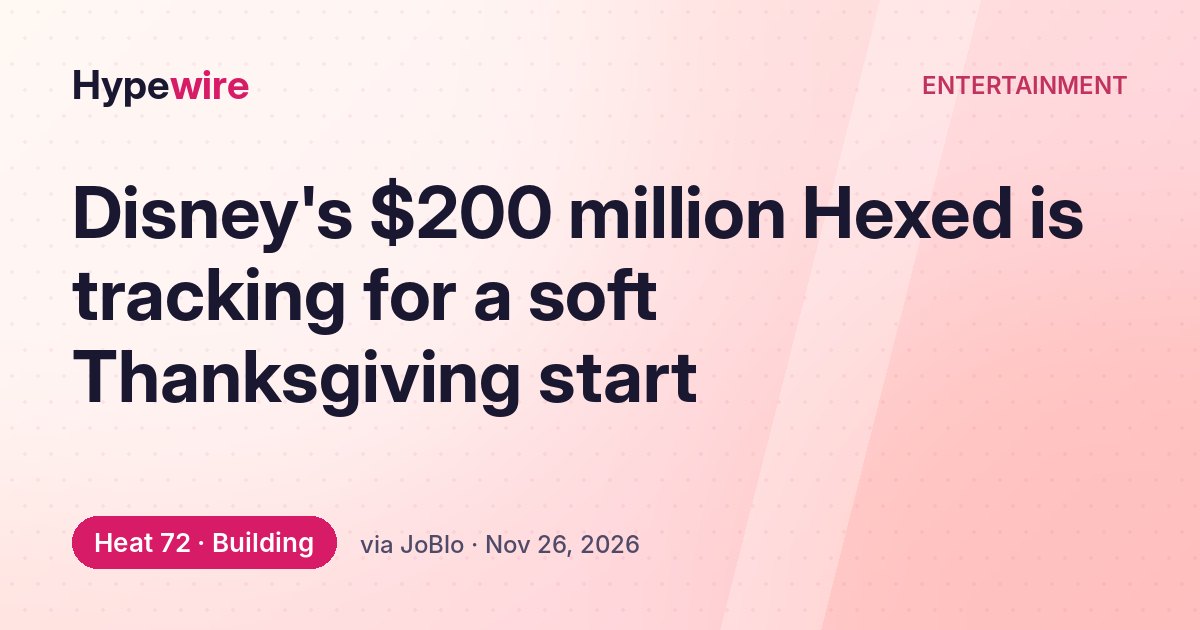 Hypewire
ENTERTAINMENT
Disney's $200 million Hexed is
tracking for a soft
Thanksgiving start
Heat 72 · Building
via JoBlo · Nov 26, 2026